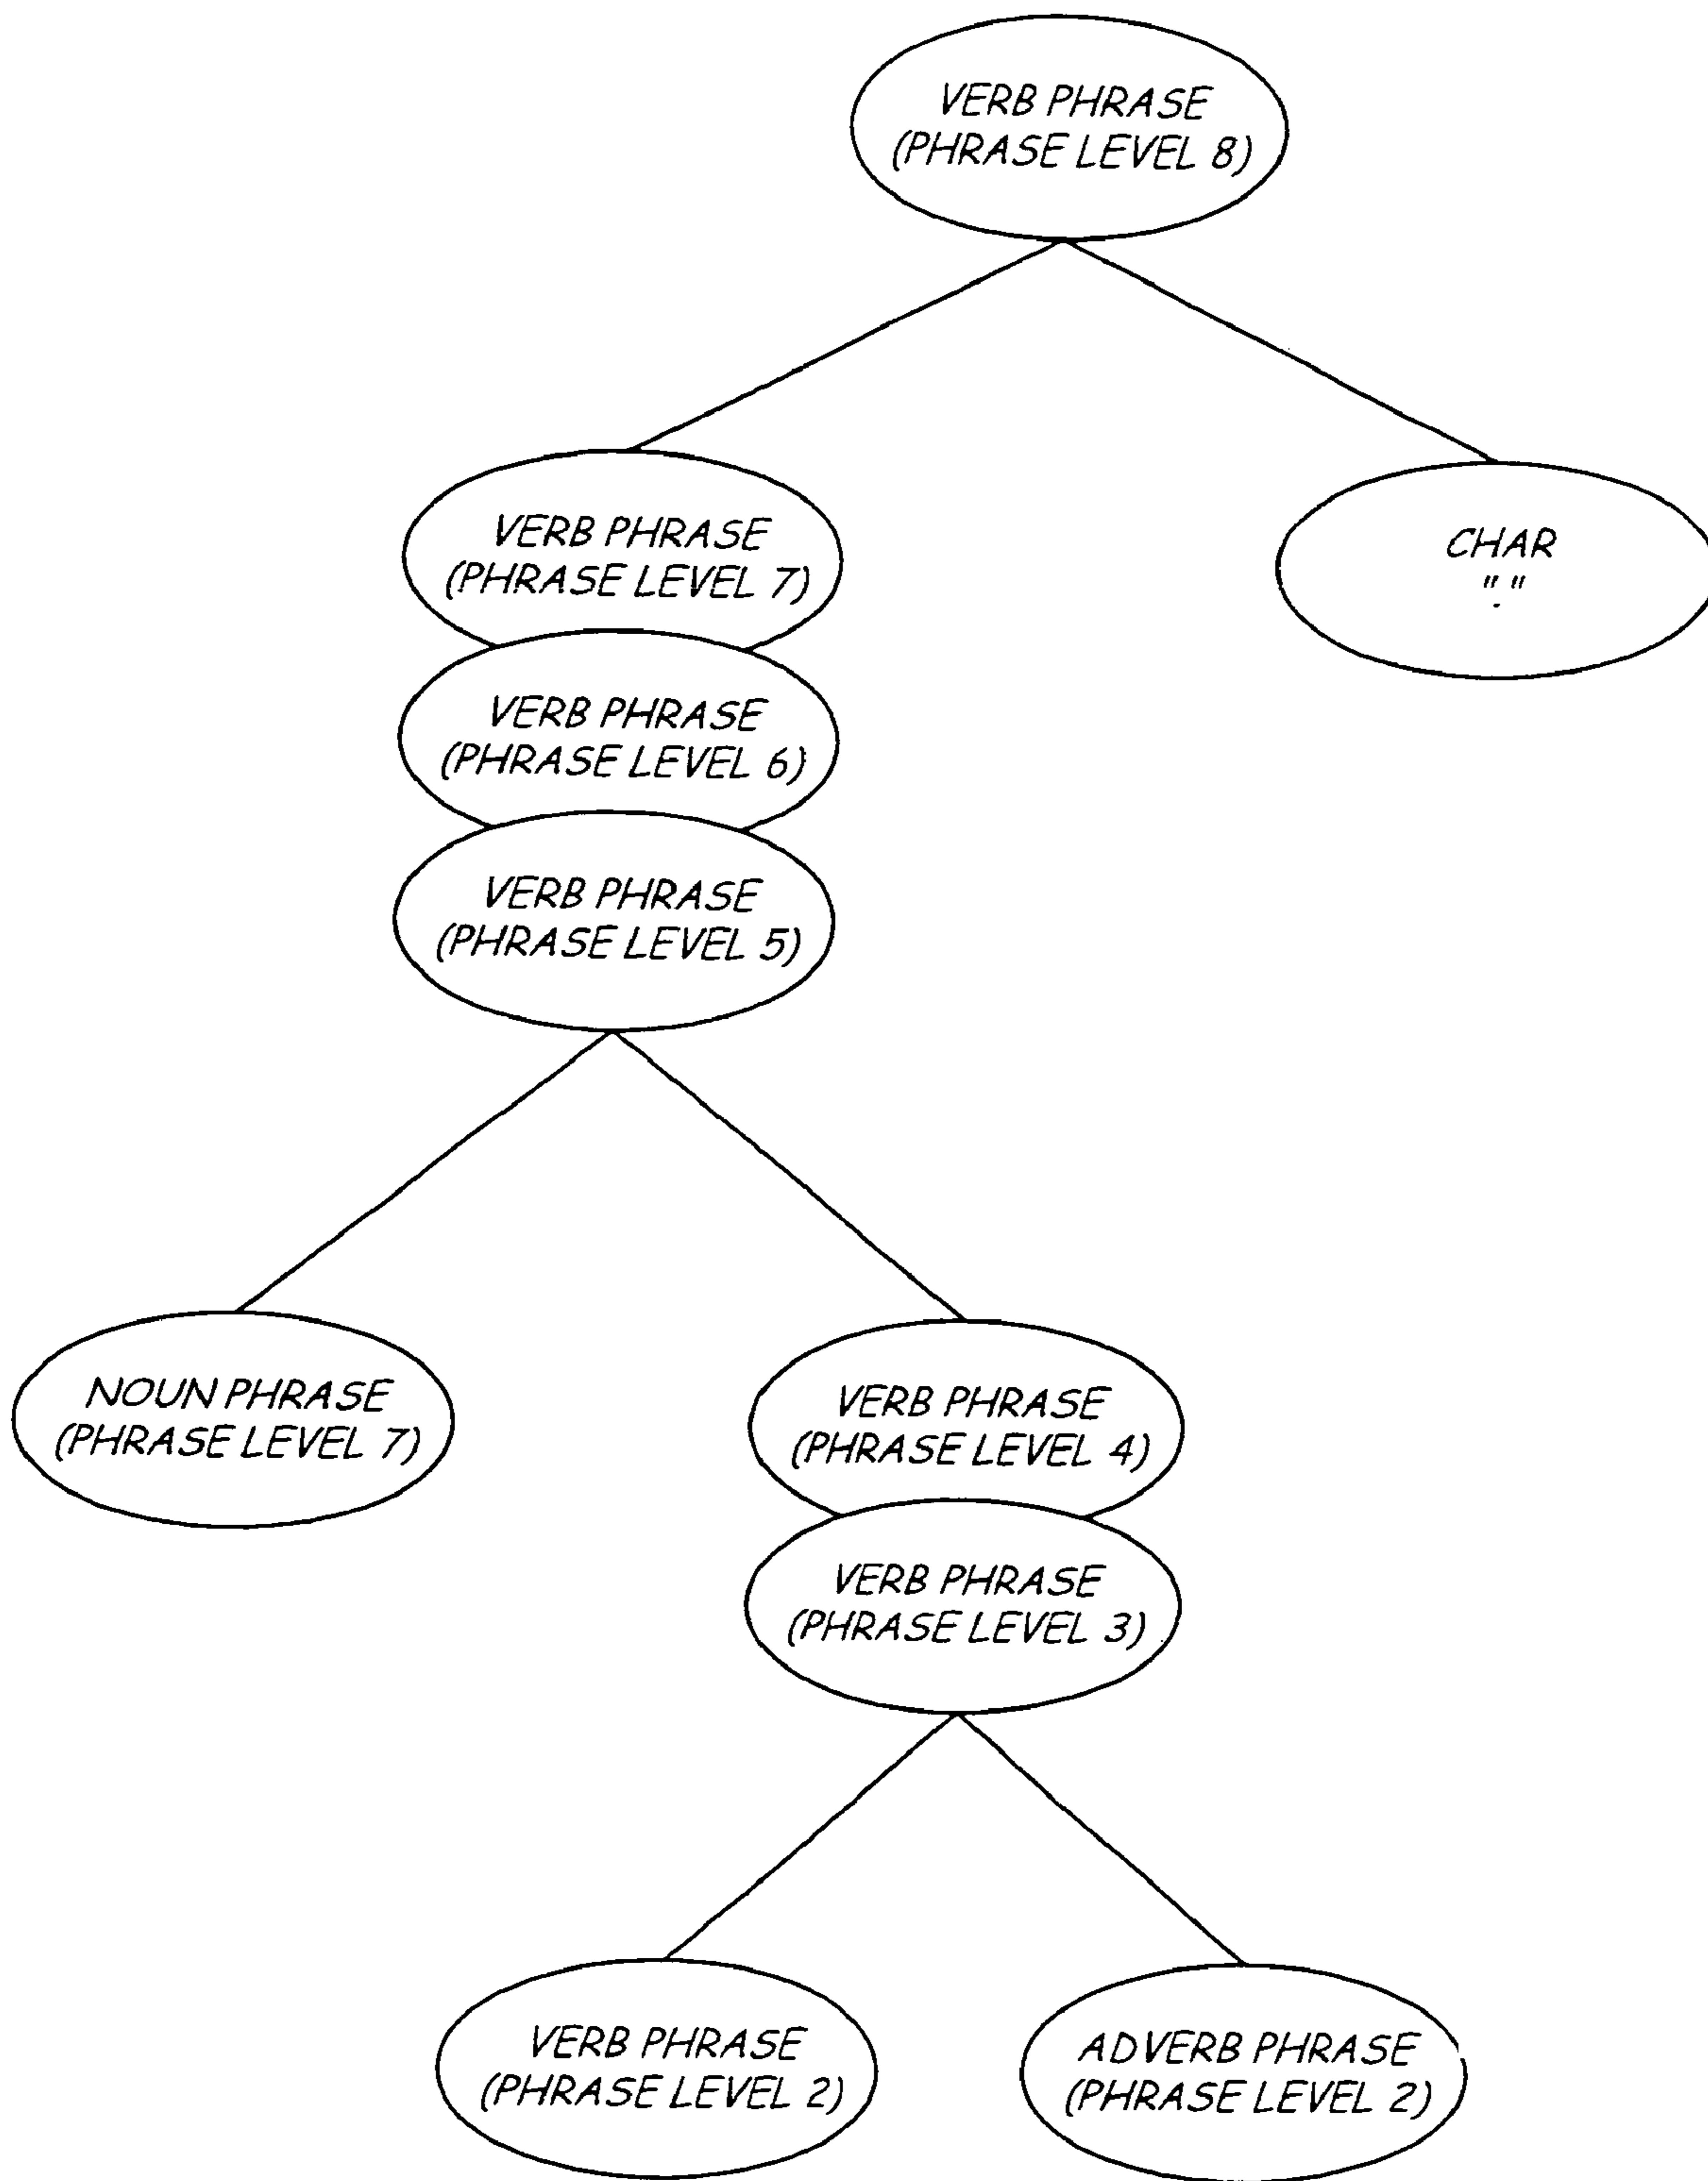 VERB PHRASE
(PHRASE LEVEL 8)
VERB PHRASE
(PHRASE LEVEL 7)
CHAR
"."
VERB PHRASE
(PHRASE LEVEL 6)
VERB PHRASE
(PHRASE LEVEL 5)
NOUN PHRASE
(PHRASE LEVEL 7)
VERB PHRASE
(PHRASE LEVEL 4)
VERB PHRASE
(PHRASE LEVEL 3)
VERB PHRASE
(PHRASE LEVEL 2)
ADVERB PHRASE
(PHRASE LEVEL 2)